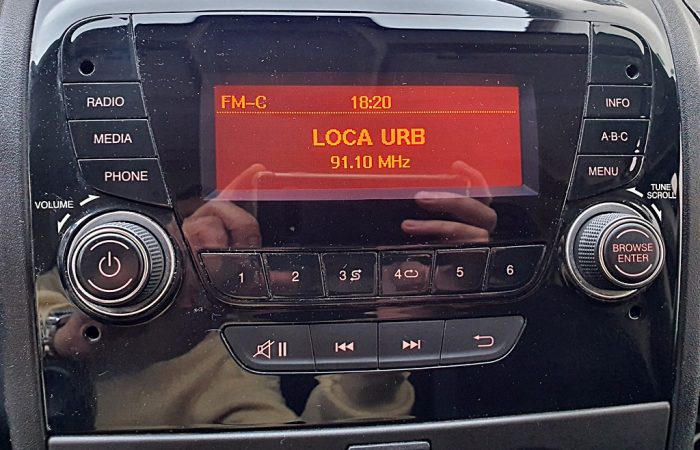 FM-C 18:20
LOCA URB
91.10 MHz
RADIO
MEDIA
PHONE
VOLUME
INFO
A-B-C
MENU
TUNE
SCROLL
BROWSE
ENTER
1 2 3 4 5 6